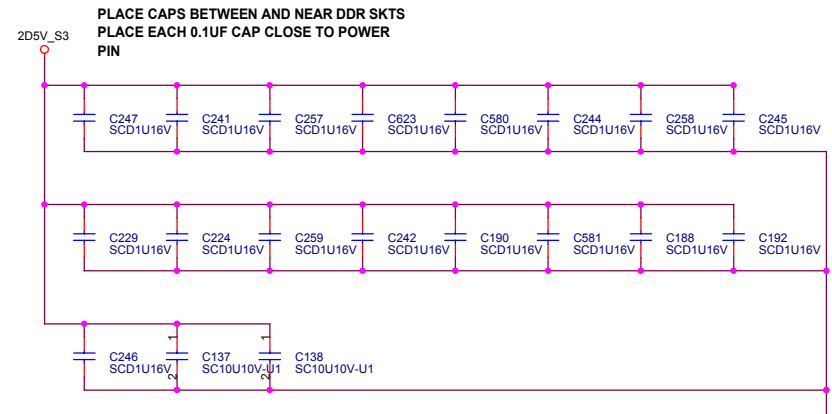 PLACE CAPS BETWEEN AND NEAR DDR SKTS
2D5V_S3 PLACE EACH 0.1UF CAP CLOSE TO POWER
PIN
C247 C241 C257 C623 C580 C244 C258 C245
SCD1U16V SCD1U16V SCD1U16V SCD1U16V SCD1U16V SCD1U16V SCD1U16V SCD1U16V
C229 C224 C259 C242 C190 C581 C188 C192
SCD1U16V SCD1U16V SCD1U16V SCD1U16V SCD1U16V SCD1U16V SCD1U16V SCD1U16V
1 1
C246 C137 C138
SCD1U16V SC10U10V-U1 SC10U10V-U1
2 2